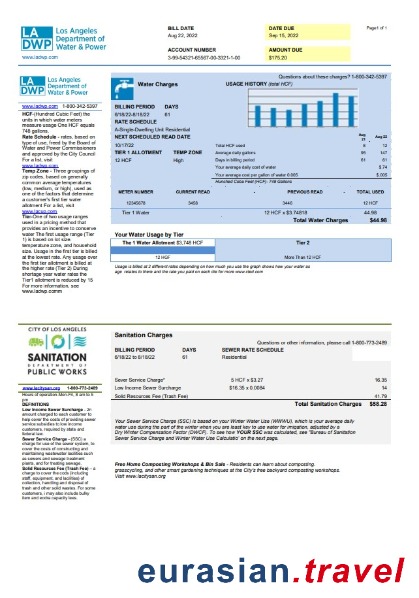 LA
DWP
Los Angeles
Department of
Water & Power
www.ladwp.com
BILL DATE
Aug 22, 2022
DATE DUE
Sep 15, 2022
Page1 of 1
ACCOUNT NUMBER
3-99-54321-65567-00-3321-1-00
AMOUNT DUE
$175.20
LA
DWP
Los Angeles
Department of
Water & Power
www.ladwp.com 1-800-342-5397
HCF-(Hundred Cubic Feet) the
units in which water meters
measure usage One HCF equals
748 gallons.
Rate Schedule - rates, based on
type of use, freed by the Board of
Water and Power Commissioners
and approved by the City Council
For a list, visit
www.ladwp.com
Temp Zone - Three groupings of
zip codes, based on generally
common average-temperatures
(low, medium, or high), used as
one of the factors that determine
a customer's first tier water
allotment For a list, visit
www.ladwp.com
Tier-One of two usage ranges
used in a pricing method that
provides an incentive to conserve
water The first usage range (Tier
1) is based on lot size,
temperature zone, and household
size. Usage in the first tier is billed
at the lowest rate. Any usage over
the first tier allotment is billed at
the higher rate (Tier 2) During
shortage year water rates the
Tier1 allotment is reduced by 15
For more information, see
www.ladwp.comm
Questions about these charges? 1-800-342-5397
Water Charges
USAGE HISTORY (total HCF)
BILLING PERIOD DAYS
6/18/22-8/18/22 61
RATE SCHEDULE
A-Single-Dwelling Unit Residential
NEXT SCHEDULED READ DATE
10/17/22
TIER 1 ALLOTMENT TEMP ZONE
12 HCF High
Aug 22
Total HCF used 12
Average daily gallons 147
Days in billing period 61 61
Average daily cost of water $.74
Your average cost per gallon of water 0.005 $.005
Hundred Cubic Feet (HCF): 748 Gallons
METER NUMBER CURRENT READ - PREVIOUS READ - TOTAL USED
12345678 3440 12 HCF
Tier 1 Water 12 HCF x $3.74818 44.98
Total Water Charges $44.98
Your Water Usage by Tier
The 1 Water Allotment $3,748 HCF Tier 2
12 HCF More Than 12 HCF
Usage is billed at 2 different rates depending on how much you use the graph shows how your water us
age relates to there and the rate you paid on each tile for more see www.ladwp.com
CITY OF LOS ANGELES
SANITATION
DEPARTMENT OF
PUBLIC WORKS
www.lacitysan.org 1-800-773-2489
Hours of operation Mon-Fri, 8 am to 5
pm
DEFINITIONS
Low Income Sewer Surcharge - an
amount charged to each customer to
help cover the costs of providing sewer
service subsidies to low income
customers, required by state and
federal law.
Sewer Service Charge - (SSC) a
charge for use of the sewer system, to
cover the costs of constructing and
maintaining wastewater facilities such
as sewers and sewage treatment
plants, and for treating sewage.
Solid Resources Fee (Trash Fee) - a
charge to cover the costs (including
staff, equipment, and facilities) of
collection, handling and disposal of
trash and other solid waste. For some
customers, i may also include bulky
item and excess capacity fees.
Sanitation Charges
Questions or other information, please call 1-800-773-2489
BILLING PERIOD DAYS SEWER RATE SCHEDULE
6/18/22 to 8/18/22 61 Residential
Sewer Service Charge* 5 HCF x $3.27 16.35
Low Income Sewer Surcharge $16.35 x 0.0084 14
Solid Resources Fee (Trash Fee) 41.79
Total Sanitation Charges $58.28
Your Sewer Service Charge (SSC) is based on your Winter Water Use (WWWU), which is your average daily
water use during the part of the winter when you are least like to use water for irrigation, adjusted by a
Dry Winter Compensation Factor (DWCF). To see how YOUR SSC was calculated, see 'Bureau of Sanitation
Sewer Service Charge and Winter Water Use Calculatio' on the next page.
Free Home Composting Workshops & Bin Sale - Residents can learn about composting,
grasscycling, and other smart gardening techniques at the City's free backyard composting workshops.
Visit www.lacitysan.org
eurasian.travel